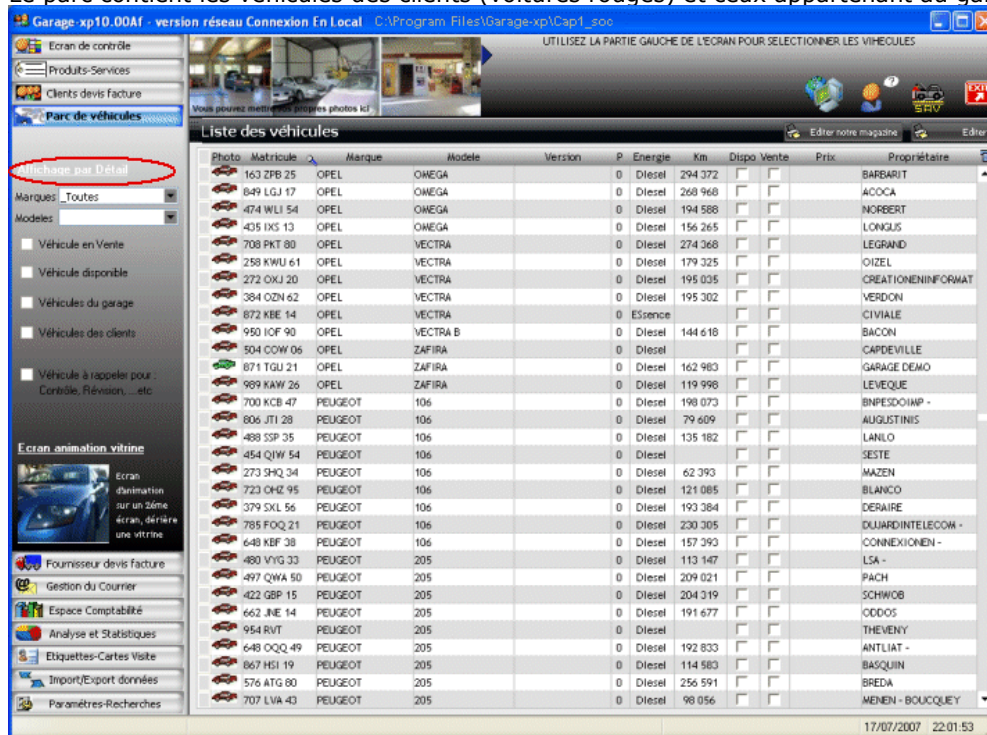 Garage-xp10.00Af - version réseau Connexion En Local C:\Program Files\Garage-xp\Cap1_soc
Ecran de contrôle
Produits-Services
Clients devis facture
Parc de véhicules
UTILISEZ LA PARTIE GAUCHE DE L'ECRAN POUR SELECTIONNER LES VIHECULES
Vous pouvez mettre vos propres photos ici
SAV
EXIT
Liste des véhicules
Editer notre magazine
Editer
Affichage par Détail
Marques _Toutes
Modeles
Véhicule en Vente
Véhicule disponible
Véhicules du garage
Véhicules des clients
Véhicule à rappeler pour :
Contrôle, Révision, ....etc
Ecran animation vitrine
Ecran
d'animation
sur un 2éme
écran, dérière
une vitrine
Fournisseur devis facture
Gestion du Courrier
Espace Comptabilité
Analyse et Statistiques
Etiquettes-Cartes Visite
Import/Export données
Paramétres-Recherches
Photo Matricule Marque Modele Version P Energie Km Dispo Vente Prix Propriétaire
163 ZPB 25 OPEL OMEGA 0 DIesel 294 372 BARBARIT
849 LGJ 17 OPEL OMEGA 0 DIesel 268 968 ACOCA
474 WLI 54 OPEL OMEGA 0 DIesel 194 588 NORBERT
435 IXS 13 OPEL OMEGA 0 DIesel 156 265 LONGUS
708 PKT 80 OPEL VECTRA 0 DIesel 274 368 LEGRAND
258 KWU 61 OPEL VECTRA 0 DIesel 179 325 OIZEL
272 OXJ 20 OPEL VECTRA 0 DIesel 195 035 CREATIONENINFORMAT
384 OZN 62 OPEL VECTRA 0 DIesel 195 302 VERDON
872 KBE 14 OPEL VECTRA 0 ESsence CIVIALE
950 IOF 90 OPEL VECTRA B 0 DIesel 144 618 BACON
504 COW 06 OPEL ZAFIRA 0 DIesel CAPDEVILLE
871 TGU 21 OPEL ZAFIRA 0 DIesel 162 983 GARAGE DEMO
989 KAW 26 OPEL ZAFIRA 0 DIesel 119 998 LEVEQUE
700 KCB 47 PEUGEOT 106 0 DIesel 198 073 BNPESDOIMP -
806 JTI 28 PEUGEOT 106 0 DIesel 79 609 AUGUSTINIS
488 SSP 35 PEUGEOT 106 0 DIesel 135 182 LANLO
454 QIW 54 PEUGEOT 106 0 DIesel SESTE
273 SHQ 34 PEUGEOT 106 0 DIesel 62 393 MAZEN
723 OHZ 95 PEUGEOT 106 0 DIesel 121 085 BLANCO
379 SXL 56 PEUGEOT 106 0 DIesel 193 384 DERAIRE
785 FOQ 21 PEUGEOT 106 0 DIesel 230 305 DUJARDINTELECOM -
648 KBF 38 PEUGEOT 106 0 DIesel 157 393 CONNEXIONEN -
480 VYG 33 PEUGEOT 205 0 DIesel 113 147 LSA -
497 QWA 50 PEUGEOT 205 0 DIesel 209 021 PACH
422 GBP 15 PEUGEOT 205 0 DIesel 204 319 SCHWOB
662 JNE 14 PEUGEOT 205 0 DIesel 191 677 ODDOS
954 RVT PEUGEOT 205 0 DIesel THEVENY
648 OQQ 49 PEUGEOT 205 0 DIesel 192 833 ANTLIAT -
867 HSI 19 PEUGEOT 205 0 DIesel 114 583 BASQUIN
576 ATG 80 PEUGEOT 205 0 DIesel 256 591 BREDA
707 LVA 43 PEUGEOT 205 0 DIesel 98 056 MENEN - BOUCQUEY
17/07/2007 22:01:53